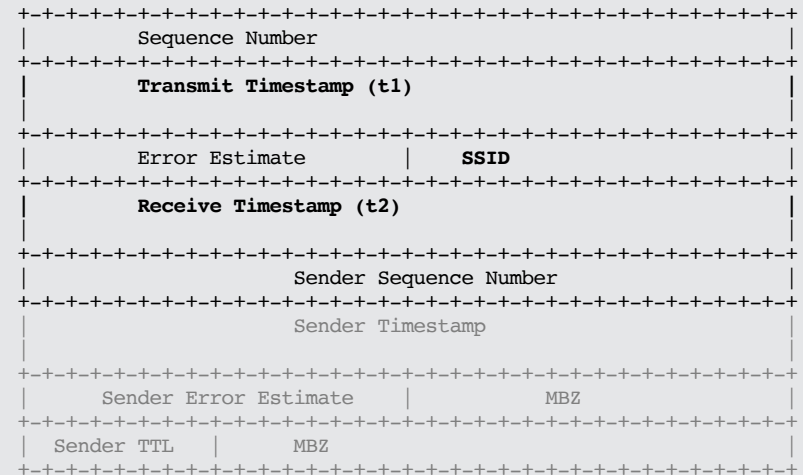 +-+-+-+-+-+-+-+-+-+-+-+-+-+-+-+-+-+-+-+-+-+-+-+-+-+-+-+-+-+-+-+-+
|         Sequence Number                                       |
+-+-+-+-+-+-+-+-+-+-+-+-+-+-+-+-+-+-+-+-+-+-+-+-+-+-+-+-+-+-+-+-+
|         Transmit Timestamp (t1)                               |
|                                                               |
+-+-+-+-+-+-+-+-+-+-+-+-+-+-+-+-+-+-+-+-+-+-+-+-+-+-+-+-+-+-+-+-+
|         Error Estimate        |    SSID                       |
+-+-+-+-+-+-+-+-+-+-+-+-+-+-+-+-+-+-+-+-+-+-+-+-+-+-+-+-+-+-+-+-+
|         Receive Timestamp (t2)                                |
|                                                               |
+-+-+-+-+-+-+-+-+-+-+-+-+-+-+-+-+-+-+-+-+-+-+-+-+-+-+-+-+-+-+-+-+
|                      Sender Sequence Number                   |
+-+-+-+-+-+-+-+-+-+-+-+-+-+-+-+-+-+-+-+-+-+-+-+-+-+-+-+-+-+-+-+-+
|                      Sender Timestamp                         |
|                                                               |
+-+-+-+-+-+-+-+-+-+-+-+-+-+-+-+-+-+-+-+-+-+-+-+-+-+-+-+-+-+-+-+-+
|      Sender Error Estimate    |           MBZ                 |
+-+-+-+-+-+-+-+-+-+-+-+-+-+-+-+-+-+-+-+-+-+-+-+-+-+-+-+-+-+-+-+-+
|  Sender TTL   |      MBZ                                      |
+-+-+-+-+-+-+-+-+-+-+-+-+-+-+-+-+-+-+-+-+-+-+-+-+-+-+-+-+-+-+-+-+